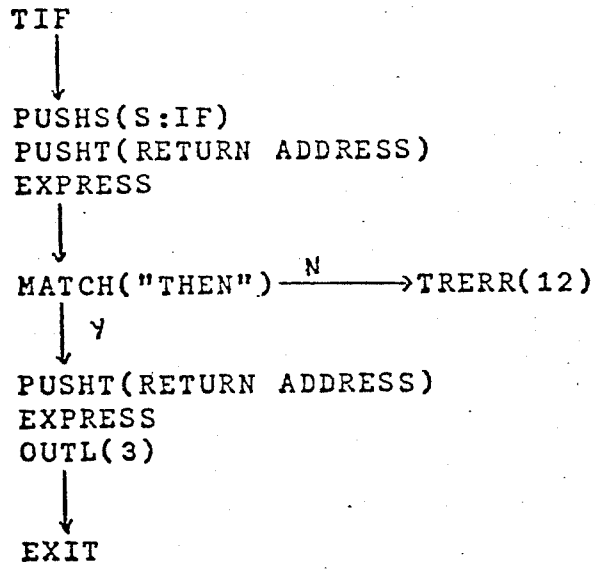 TIF
PUSHS(S:IF)
PUSHT(RETURN ADDRESS)
EXPRESS
MATCH("THEN") N TRERR(12)
Y
PUSHT(RETURN ADDRESS)
EXPRESS
OUTL(3)
EXIT